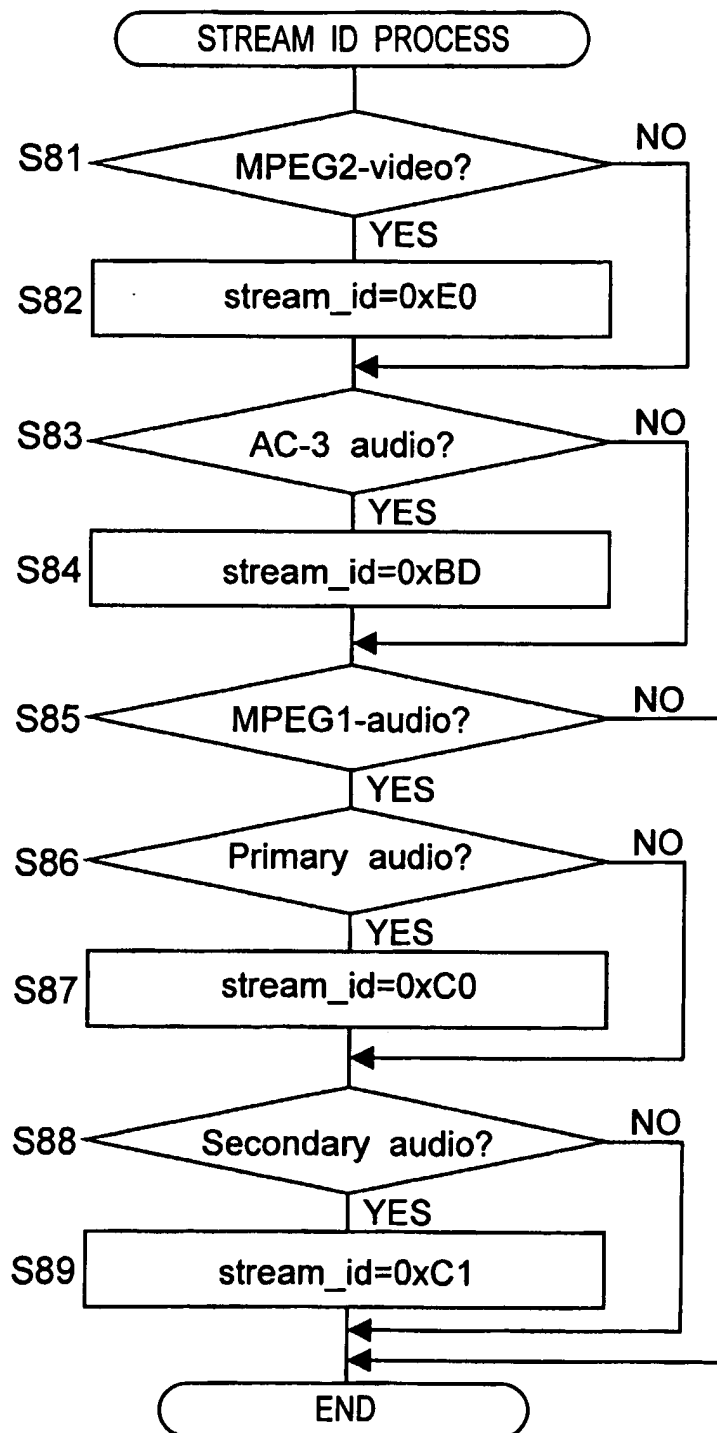 STREAM ID PROCESS
S81
MPEG2-video?
NO
YES
S82
stream_id=0xE0
S83
AC-3 audio?
NO
YES
S84
stream_id=0xBD
S85
MPEG1-audio?
NO
YES
S86
Primary audio?
NO
YES
S87
stream_id=0xC0
S88
Secondary audio?
NO
YES
S89
stream_id=0xC1
END